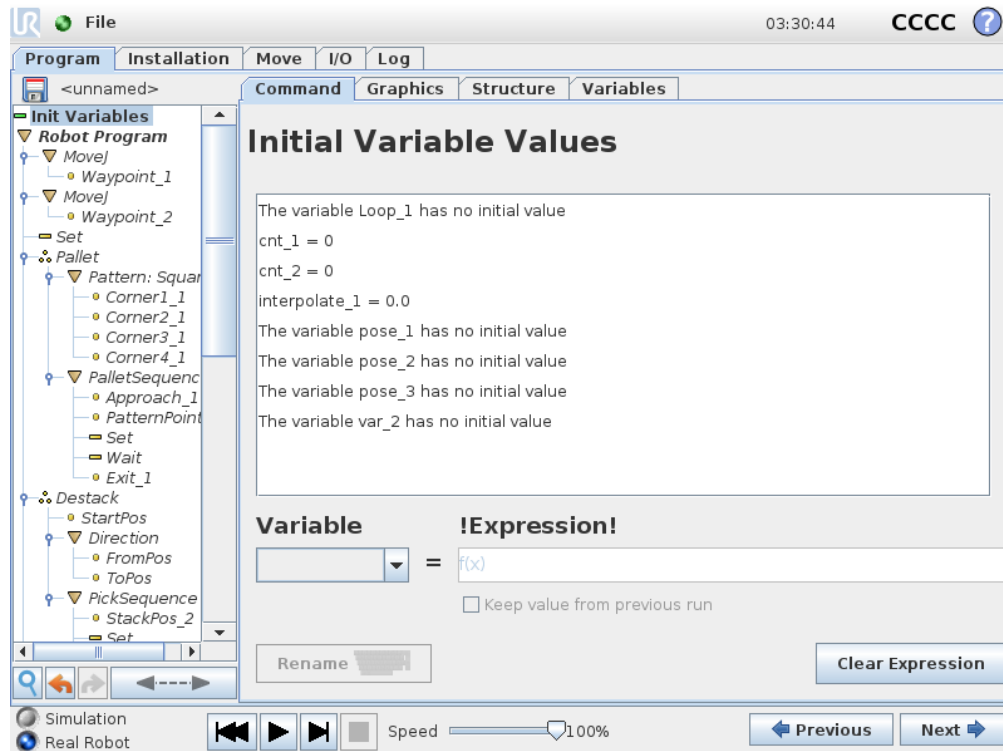 UR File 03:30:44 CCCC ?
Program Installation Move I/O Log
<unnamed> Command Graphics Structure Variables
Init Variables
Robot Program
MoveJ
Waypoint_1
MoveJ
Waypoint_2
Set
Pallet
Pattern: Squar
Corner1_1
Corner2_1
Corner3_1
Corner4_1
PalletSequenc
Approach_1
PatternPoint
Set
Wait
Exit_1
Destack
StartPos
Direction
FromPos
ToPos
PickSequence
StackPos_2
Set
Initial Variable Values
The variable Loop_1 has no initial value
cnt_1 = 0
cnt_2 = 0
interpolate_1 = 0.0
The variable pose_1 has no initial value
The variable pose_2 has no initial value
The variable pose_3 has no initial value
The variable var_2 has no initial value
Variable !Expression!
= f(x)
Keep value from previous run
Rename Clear Expression
Simulation
Real Robot
Speed 100% Previous Next